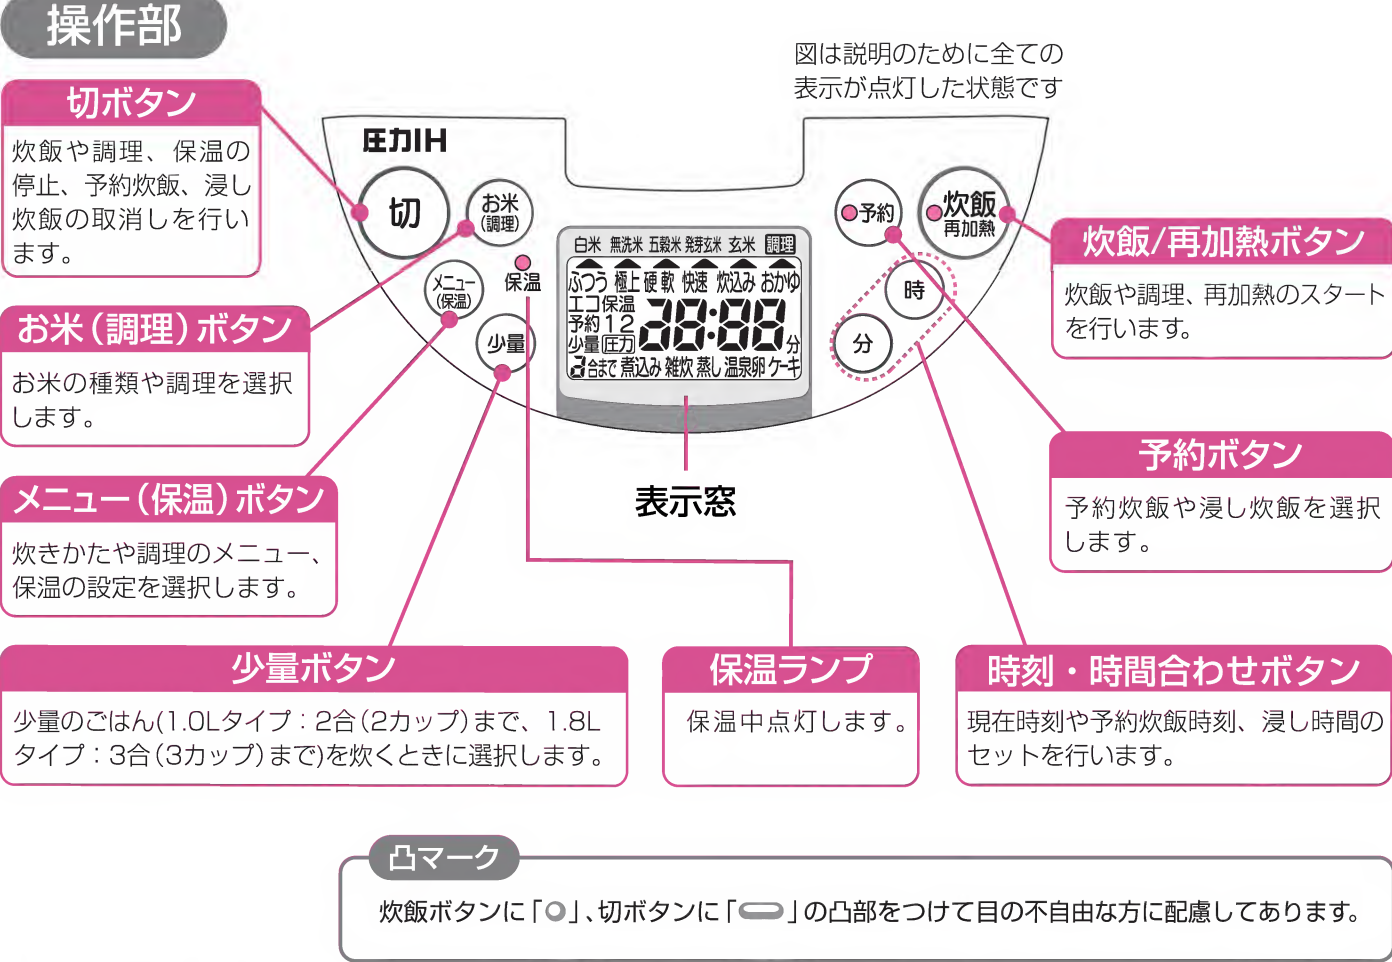 操作部
図は説明のために全ての
表示が点灯した状態です
切ボタン
炊飯や調理、保温の
停止、予約炊飯、浸し
炊飯の取消しを行い
ます。
お米(調理)ボタン
お米の種類や調理を選択
します。
メニュー(保温)ボタン
炊きかたや調理のメニュー、
保温の設定を選択します。
圧力IH
切
お米
(調理)
メニュー
(保温)
保温
少量
白米 無洗米 五穀米 発芽玄米 玄米 調理
ふつう 極上 硬 軟 快速 炊込み おかゆ
エコ保温
予約 1 2
少量 圧力 88:88 分
8合まで 煮込み 雑炊 蒸し 温泉卵 ケーキ
予約
炊飯
再加熱
時
分
表示窓
炊飯/再加熱ボタン
炊飯や調理、再加熱のスタート
を行います。
予約ボタン
予約炊飯や浸し炊飯を選択
します。
少量ボタン
少量のごはん(1.0Lタイプ:2合(2カップ)まで、1.8L
タイプ:3合(3カップ)まで)を炊くときに選択します。
保温ランプ
保温中点灯します。
時刻・時間合わせボタン
現在時刻や予約炊飯時刻、浸し時間の
セットを行います。
凸マーク
炊飯ボタンに「○」、切ボタンに「⊂⊃」の凸部をつけて目の不自由な方に配慮してあります。